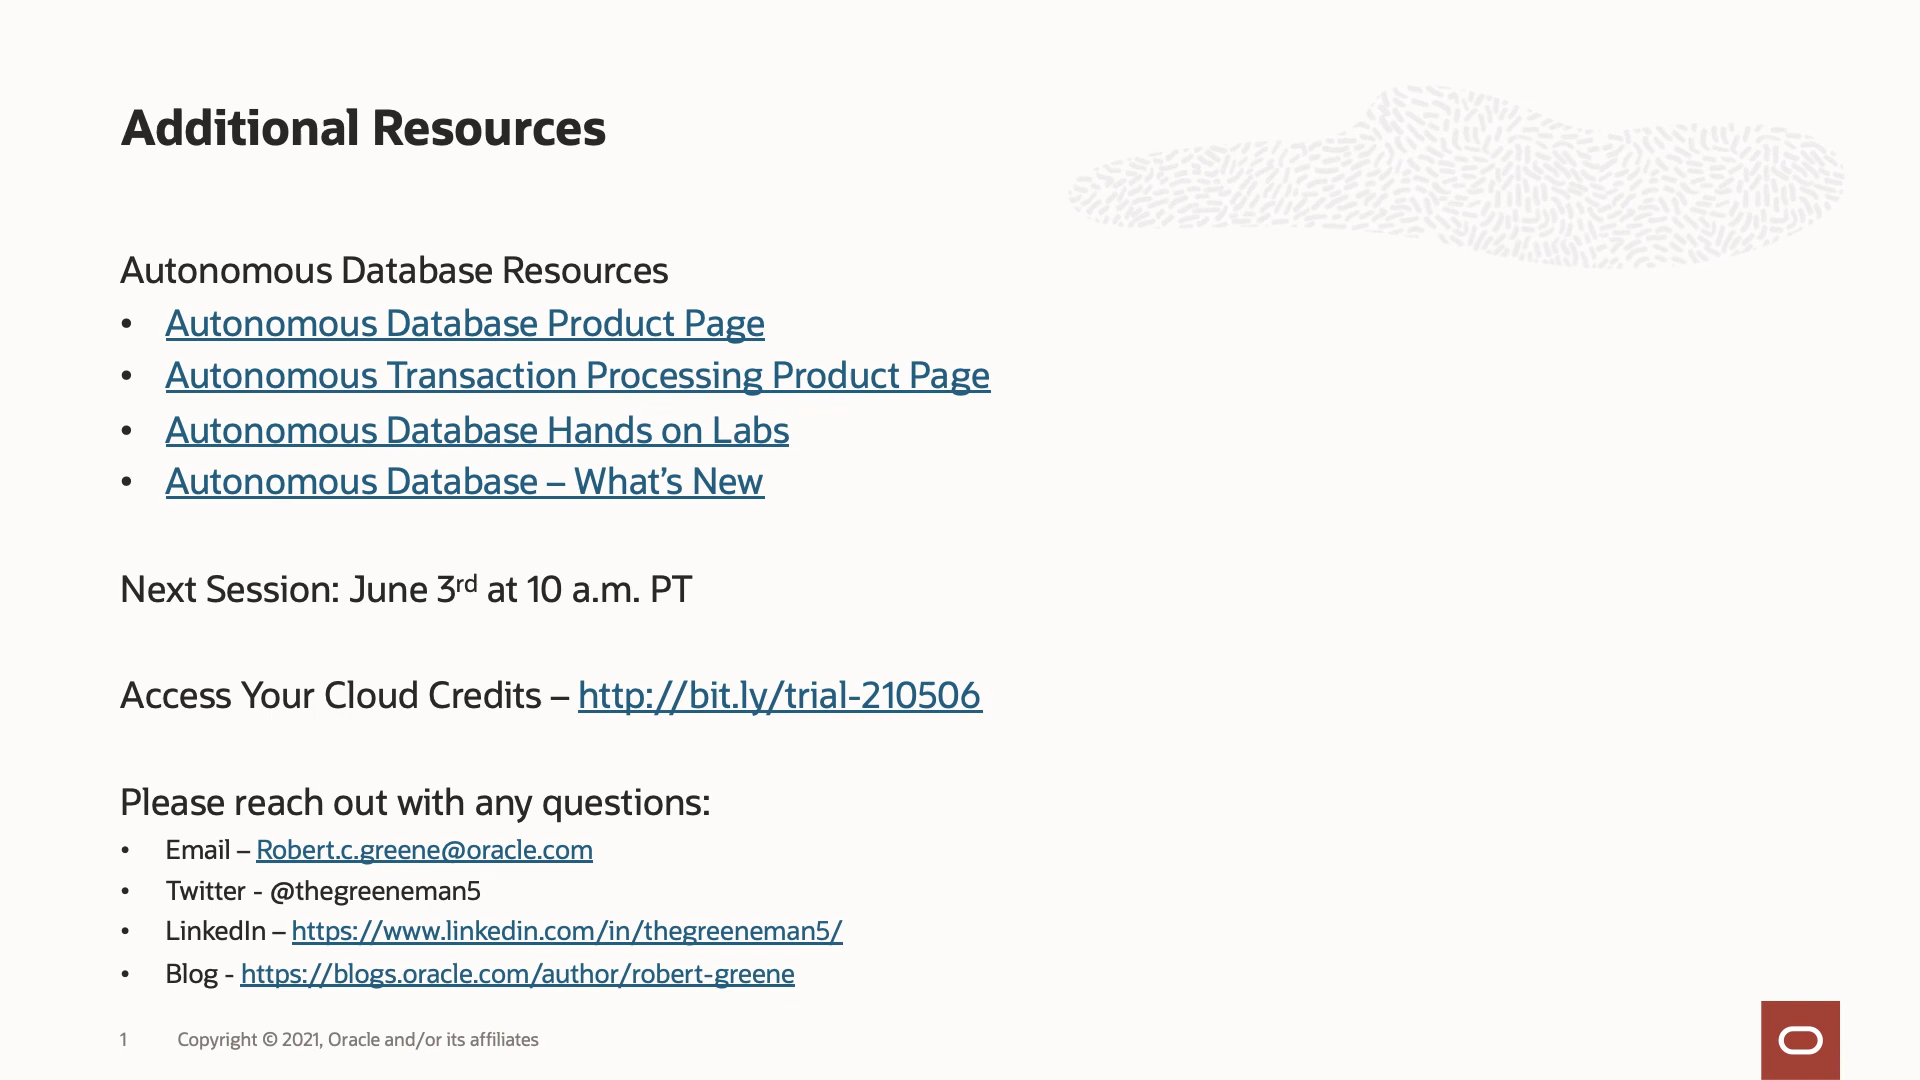 Additional Resources
Autonomous Database Resources
• Autonomous Database Product Page
• Autonomous Transaction Processing Product Page
• Autonomous Database Hands on Labs
• Autonomous Database – What’s New
Next Session: June 3rd at 10 a.m. PT
Access Your Cloud Credits – http://bit.ly/trial-210506
Please reach out with any questions:
• Email – Robert.c.greene@oracle.com
• Twitter - @thegreeneman5
• LinkedIn – https://www.linkedin.com/in/thegreeneman5/
• Blog - https://blogs.oracle.com/author/robert-greene
1 Copyright © 2021, Oracle and/or its affiliates